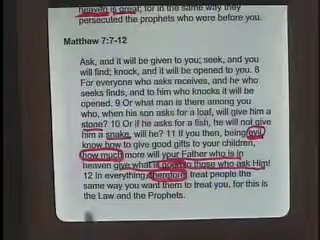 heaven is great; for in the same way they
persecuted the prophets who were before you.
Matthew 7:7-12
Ask, and it will be given to you; seek, and you
will find; knock, and it will be opened to you. 8
For everyone who asks receives, and he who
seeks finds, and to him who knocks it will be
opened. 9 Or what man is there among you
who, when his son asks for a loaf, will give him a
stone? 10 Or if he asks for a fish, he will not give
him a snake, will he? 11 If you then, being evil,
know how to give good gifts to your children,
how much more will your Father who is in
heaven give what is good to those who ask Him!
12 In everything, therefore, treat people the
same way you want them to treat you, for this is
the Law and the Prophets.